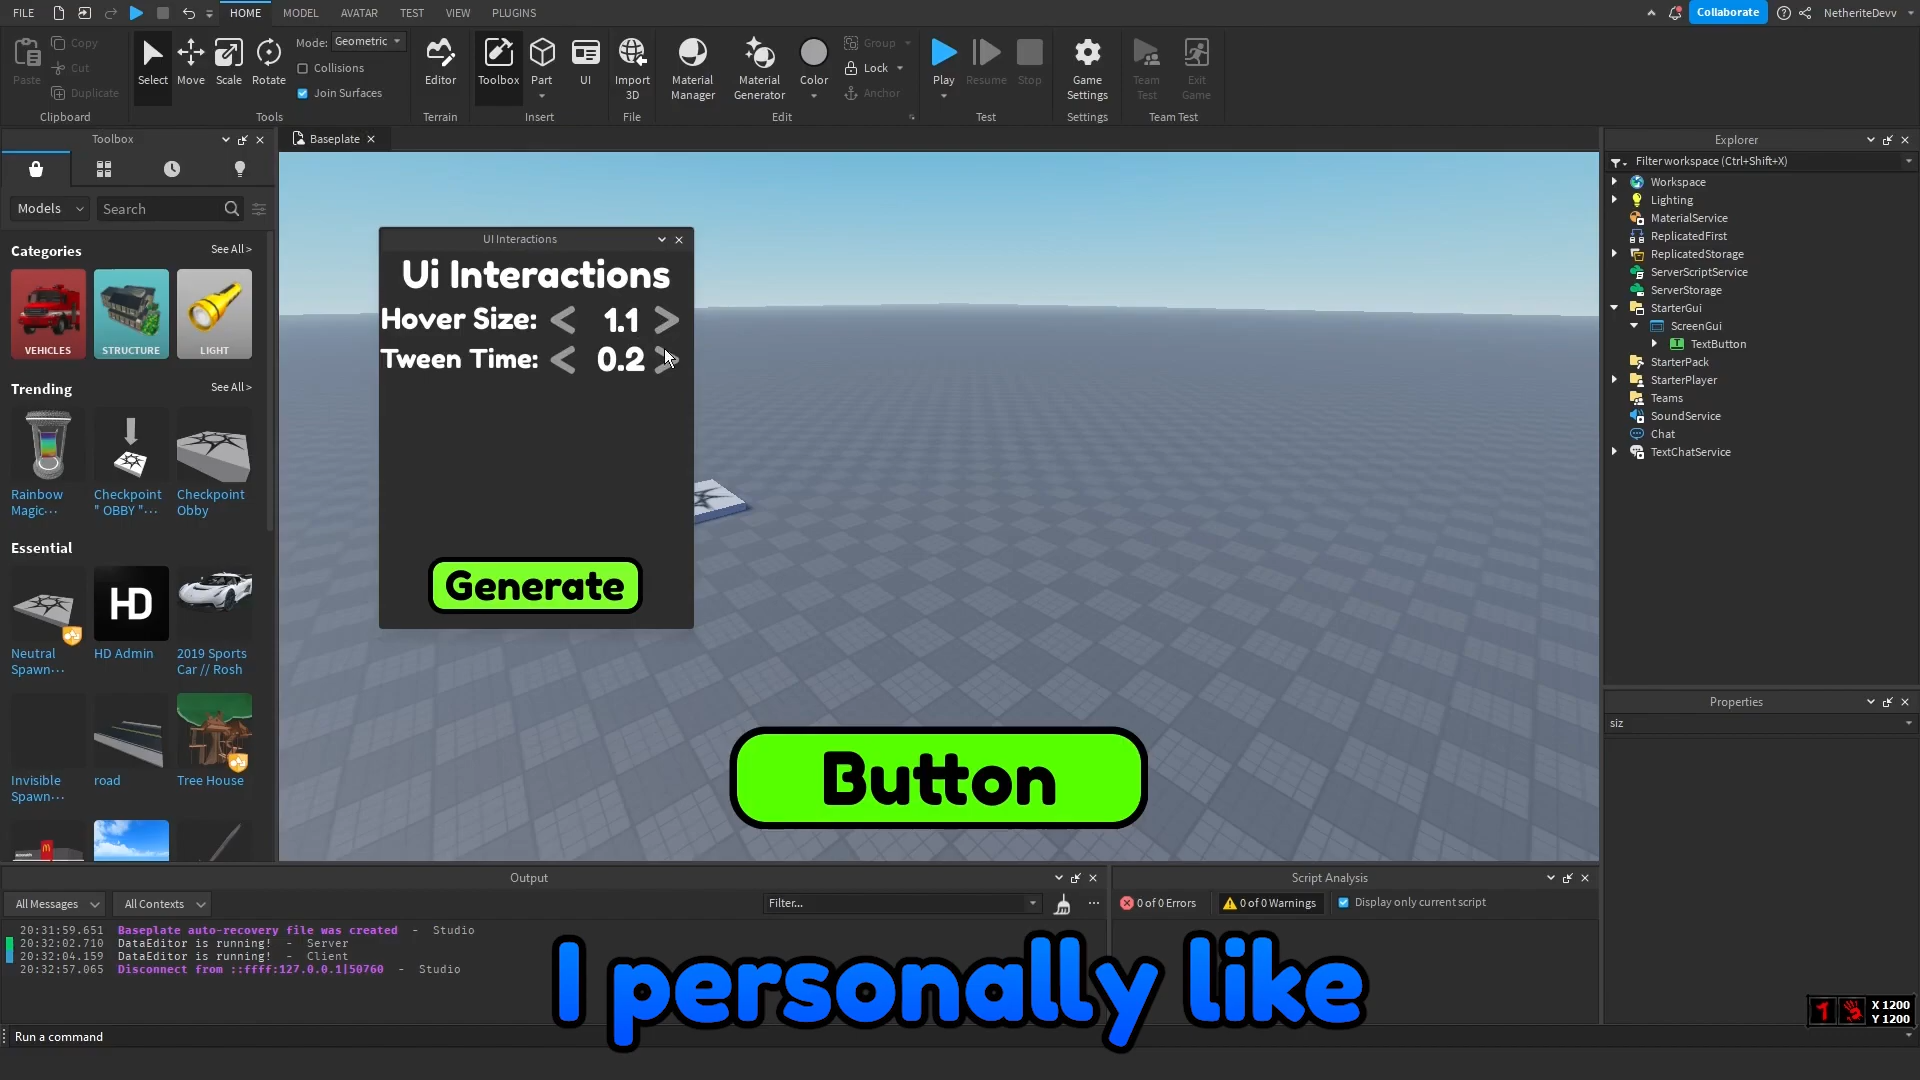 FILE
HOME
MODEL
AVATAR
TEST
VIEW
PLUGINS
Collaborate
NetheriteDevv
Paste
Copy
Cut
Duplicate
Clipboard
Select
Move
Scale
Rotate
Mode: Geometric
Collisions
Join Surfaces
Tools
Editor
Terrain
Toolbox
Part
UI
Insert
Import
3D
File
Material
Manager
Material
Generator
Color
Group
Lock
Anchor
Edit
Play
Resume
Stop
Test
Game
Settings
Settings
Team
Test
Exit
Game
Team Test
Toolbox
Models
Search
Categories
See All >
VEHICLES
STRUCTURE
LIGHT
Trending
See All >
Rainbow
Magic...
Checkpoint
" OBBY "...
Checkpoint
Obby
Essential
See All >
HD
Neutral
Spawn...
HD Admin
2019 Sports
Car // Rosh
Invisible
Spawn...
road
Tree House
Baseplate
UI Interactions
Ui Interactions
Hover Size: < 1.1 >
Tween Time: < 0.2 >
Generate
Button
Explorer
Filter workspace (Ctrl+Shift+X)
Workspace
Lighting
MaterialService
ReplicatedFirst
ReplicatedStorage
ServerScriptService
ServerStorage
StarterGui
ScreenGui
TextButton
StarterPack
StarterPlayer
Teams
SoundService
Chat
TextChatService
Properties
siz
Output
All Messages
All Contexts
Filter...
20:31:59.651 Baseplate auto-recovery file was created - Studio
20:32:02.710 DataEditor is running! - Server
20:32:04.159 DataEditor is running! - Client
20:32:57.065 Disconnect from ::ffff:127.0.0.1|50760 - Studio
Script Analysis
0 of 0 Errors
0 of 0 Warnings
Display only current script
I personally like
X 1200
Y 1200
Run a command